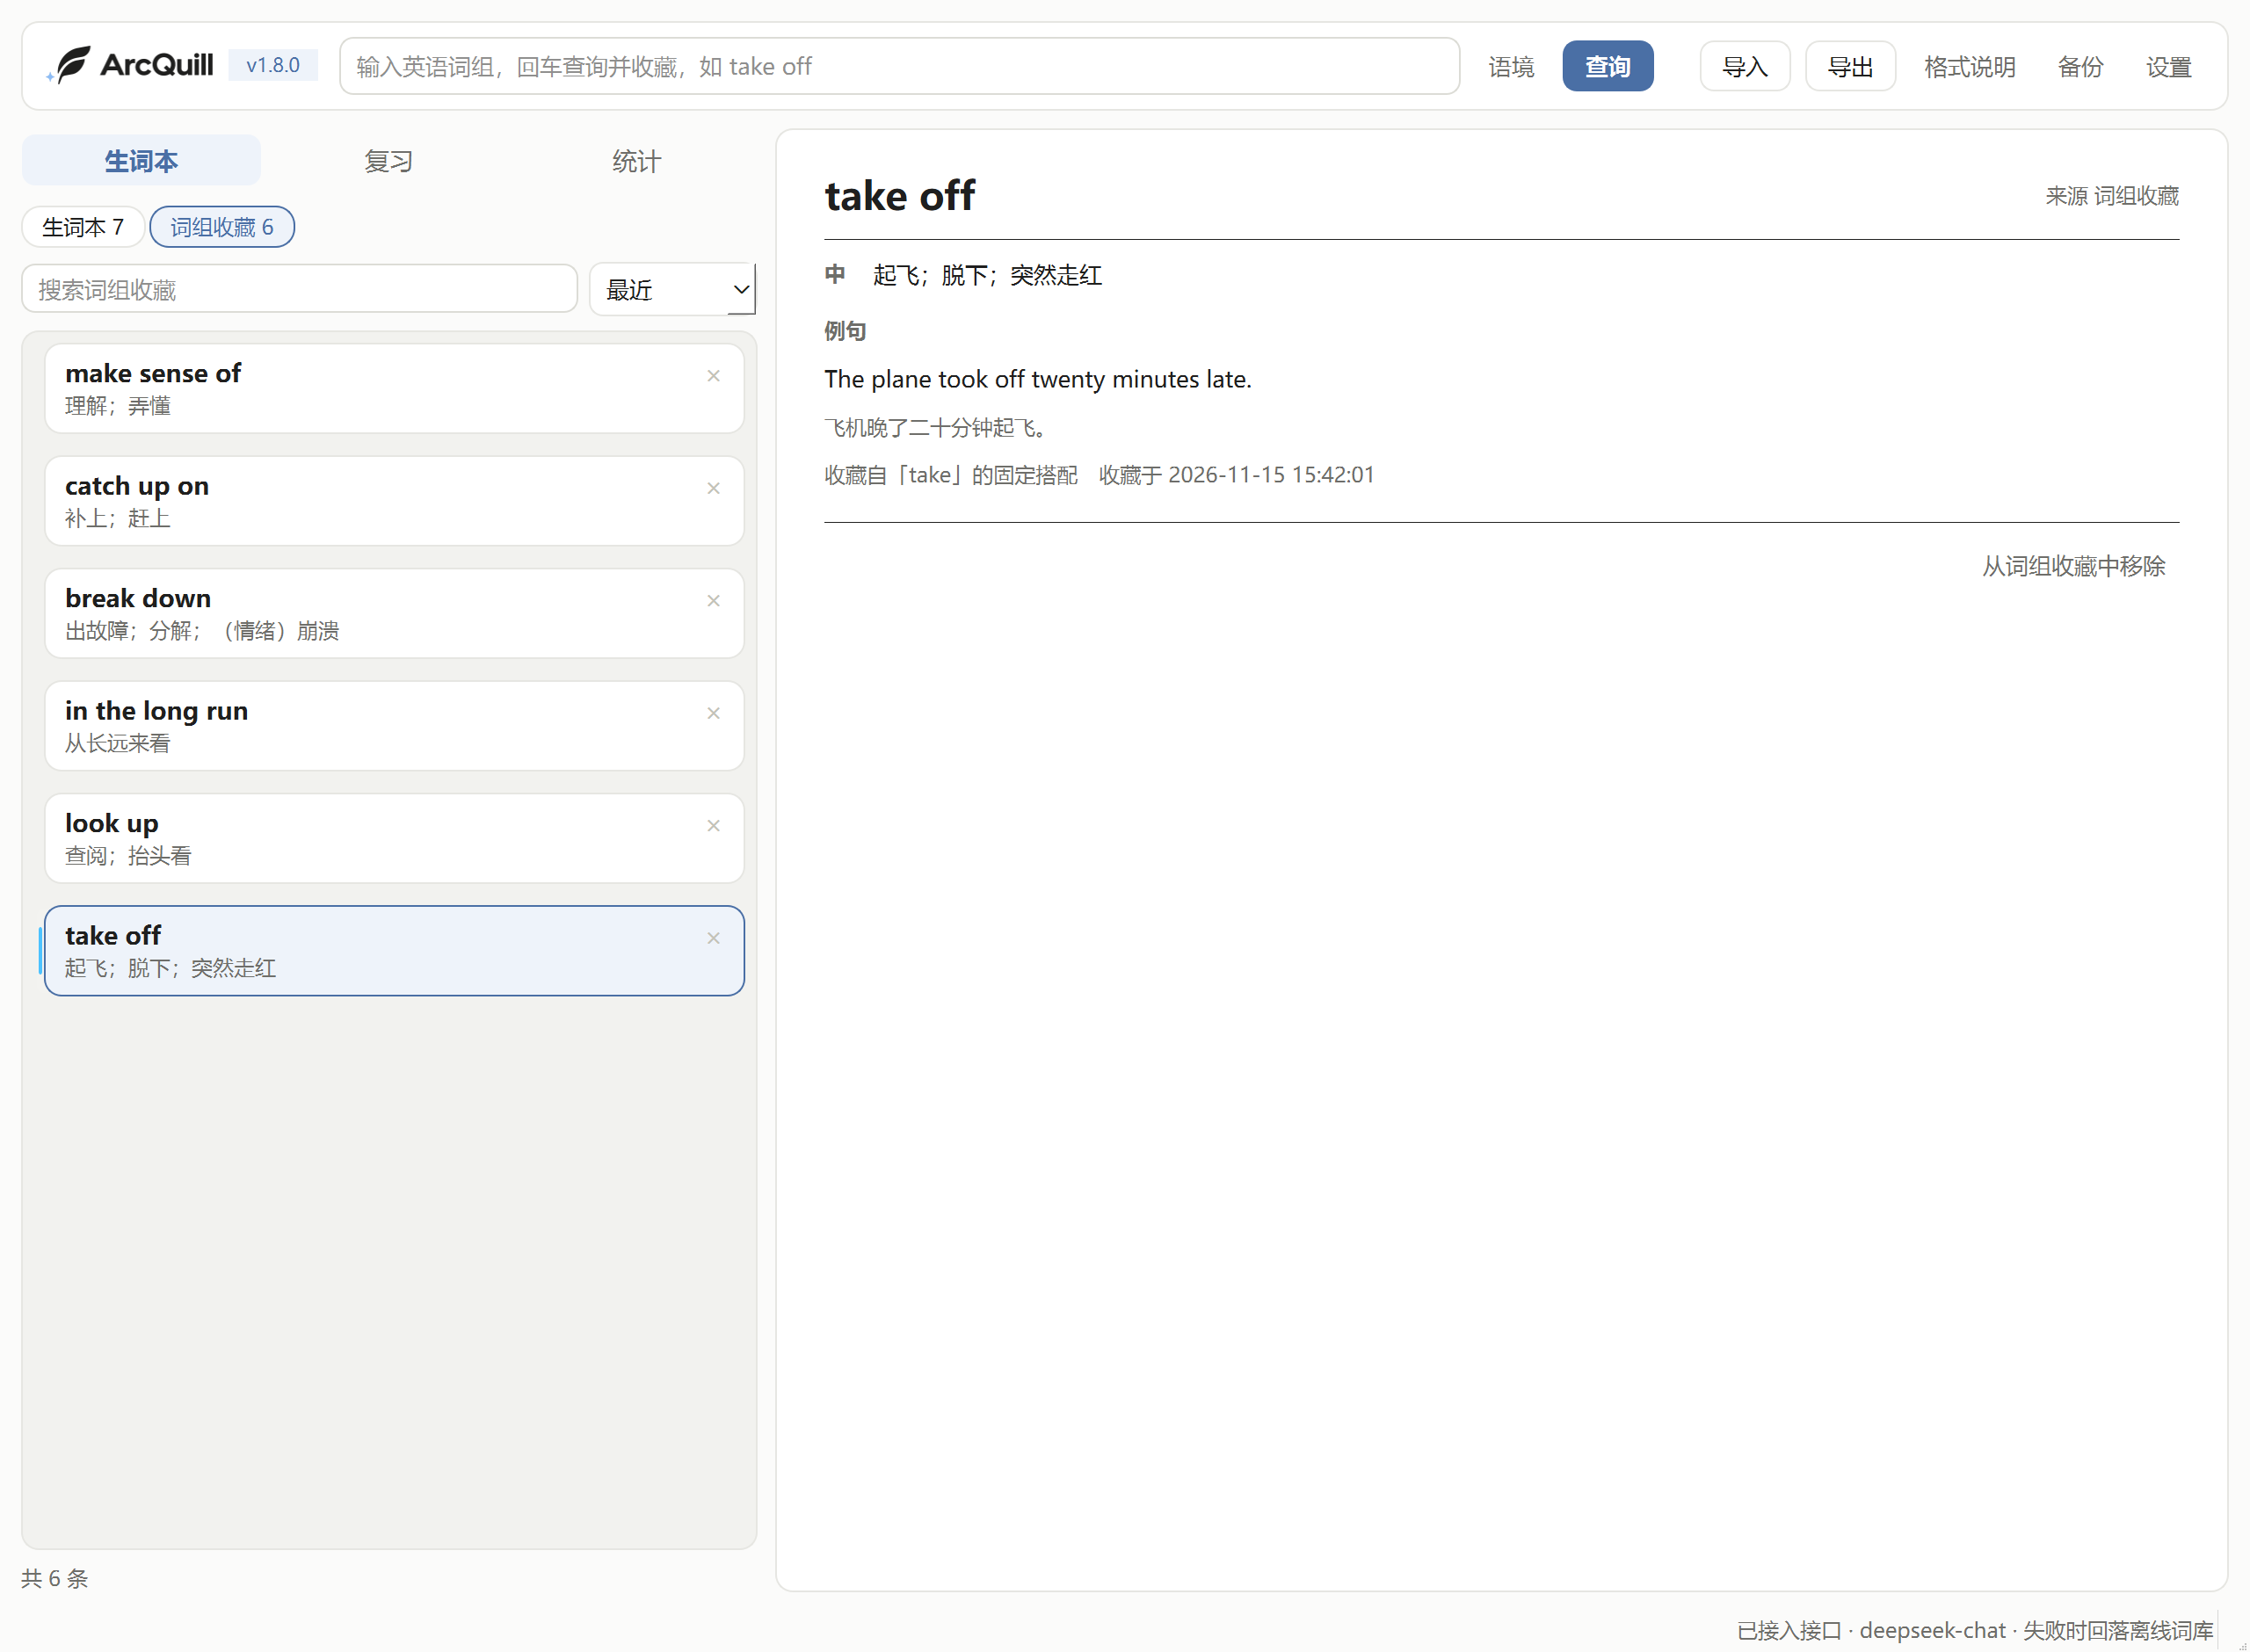 ArcQuill v1.8.0 输入英语词组，回车查询并收藏，如 take off 语境 查询 导入 导出 格式说明 备份 设置
生词本 复习 统计
生词本 7 词组收藏 6
搜索词组收藏 最近
make sense of ×
理解；弄懂
catch up on ×
补上；赶上
break down ×
出故障；分解；（情绪）崩溃
in the long run ×
从长远来看
look up ×
查阅；抬头看
take off ×
起飞；脱下；突然走红
共 6 条
take off 来源 词组收藏
中 起飞；脱下；突然走红
例句
The plane took off twenty minutes late.
飞机晚了二十分钟起飞。
收藏自「take」的固定搭配 收藏于 2026-11-15 15:42:01
从词组收藏中移除
已接入接口 · deepseek-chat · 失败时回落离线词库